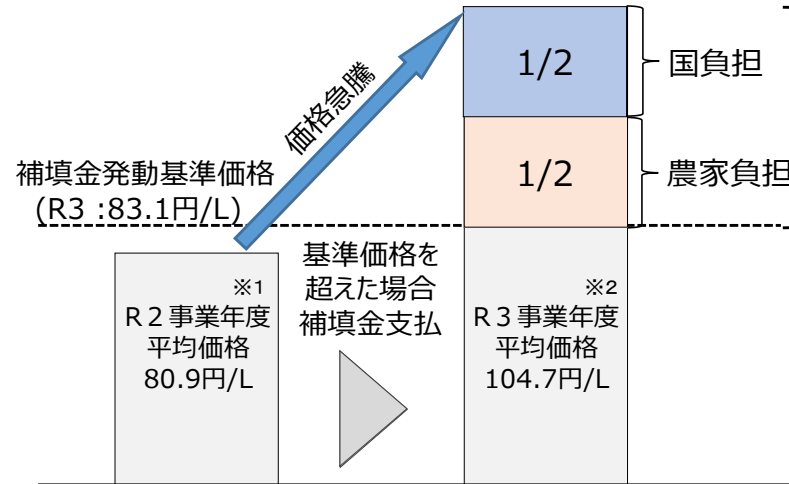 1/2
国負担
価格急騰
1/2
農家負担
補填金発動基準価格
(R3 :83.1円/L)
基準価格を
超えた場合
補填金支払
※1
R 2 事業年度
平均価格
80.9円/L
※2
R 3 事業年度
平均価格
104.7円/L